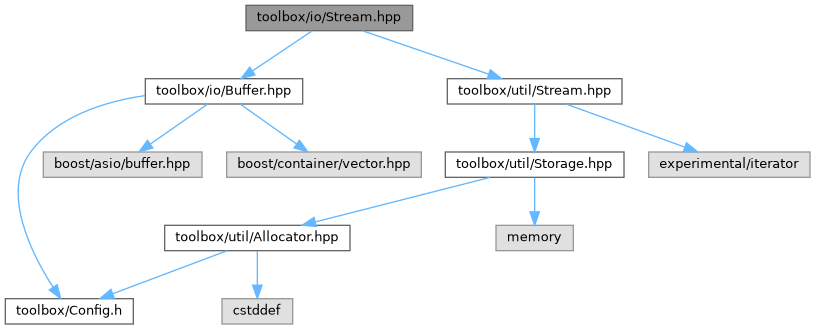 toolbox/io/Stream.hpp
toolbox/io/Buffer.hpp
toolbox/util/Stream.hpp
boost/asio/buffer.hpp
boost/container/vector.hpp
toolbox/util/Storage.hpp
experimental/iterator
toolbox/util/Allocator.hpp
memory
toolbox/Config.h
cstddef